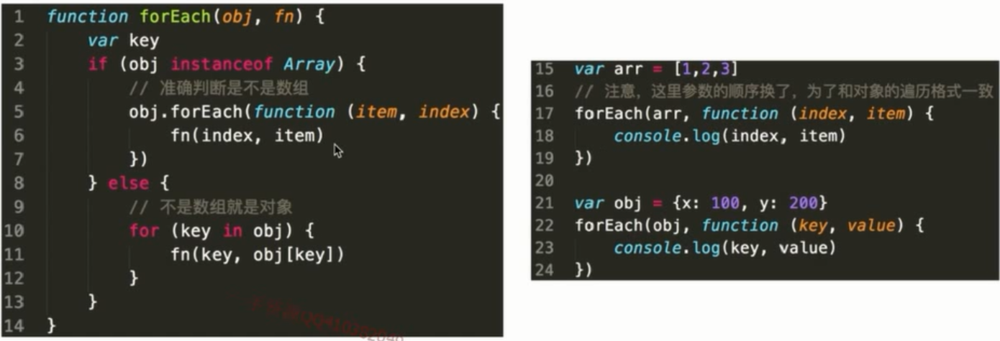 1 function forEach(obj, fn) {
2 var key
3 if (obj instanceof Array) {
4 // 准确判断是不是数组
5 obj.forEach(function (item, index) {
6 fn(index, item)
7 })
8 } else {
9 // 不是数组就是对象
10 for (key in obj) {
11 fn(key, obj[key])
12 }
13 }
14 }
15 var arr = [1,2,3]
16 // 注意，这里参数的顺序换了，为了和对象的遍历格式一致
17 forEach(arr, function (index, item) {
18 console.log(index, item)
19 })
20
21 var obj = {x: 100, y: 200}
22 forEach(obj, function (key, value) {
23 console.log(key, value)
24 })